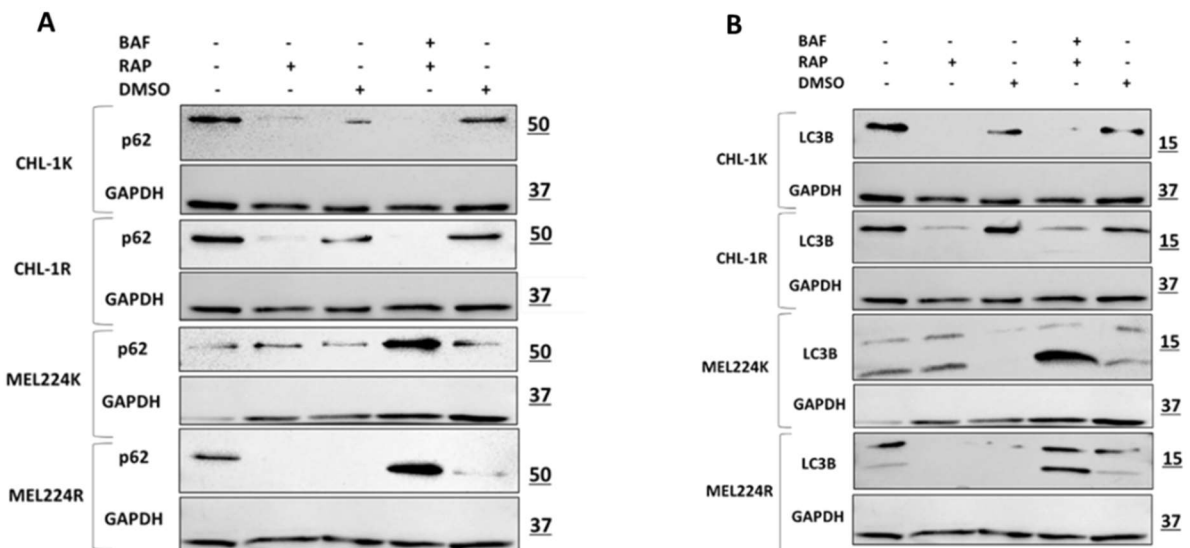 A
BAF - - - + -
RAP - + - + -
DMSO - - + - +
CHL-1K
p62 50
GAPDH 37
CHL-1R
p62 50
GAPDH 37
MEL224K
p62 50
GAPDH 37
MEL224R
p62 50
GAPDH 37
B
BAF - - - + -
RAP - + - + -
DMSO - - + - +
CHL-1K
LC3B 15
GAPDH 37
CHL-1R
LC3B 15
GAPDH 37
MEL224K
LC3B 15
GAPDH 37
MEL224R
LC3B 15
GAPDH 37